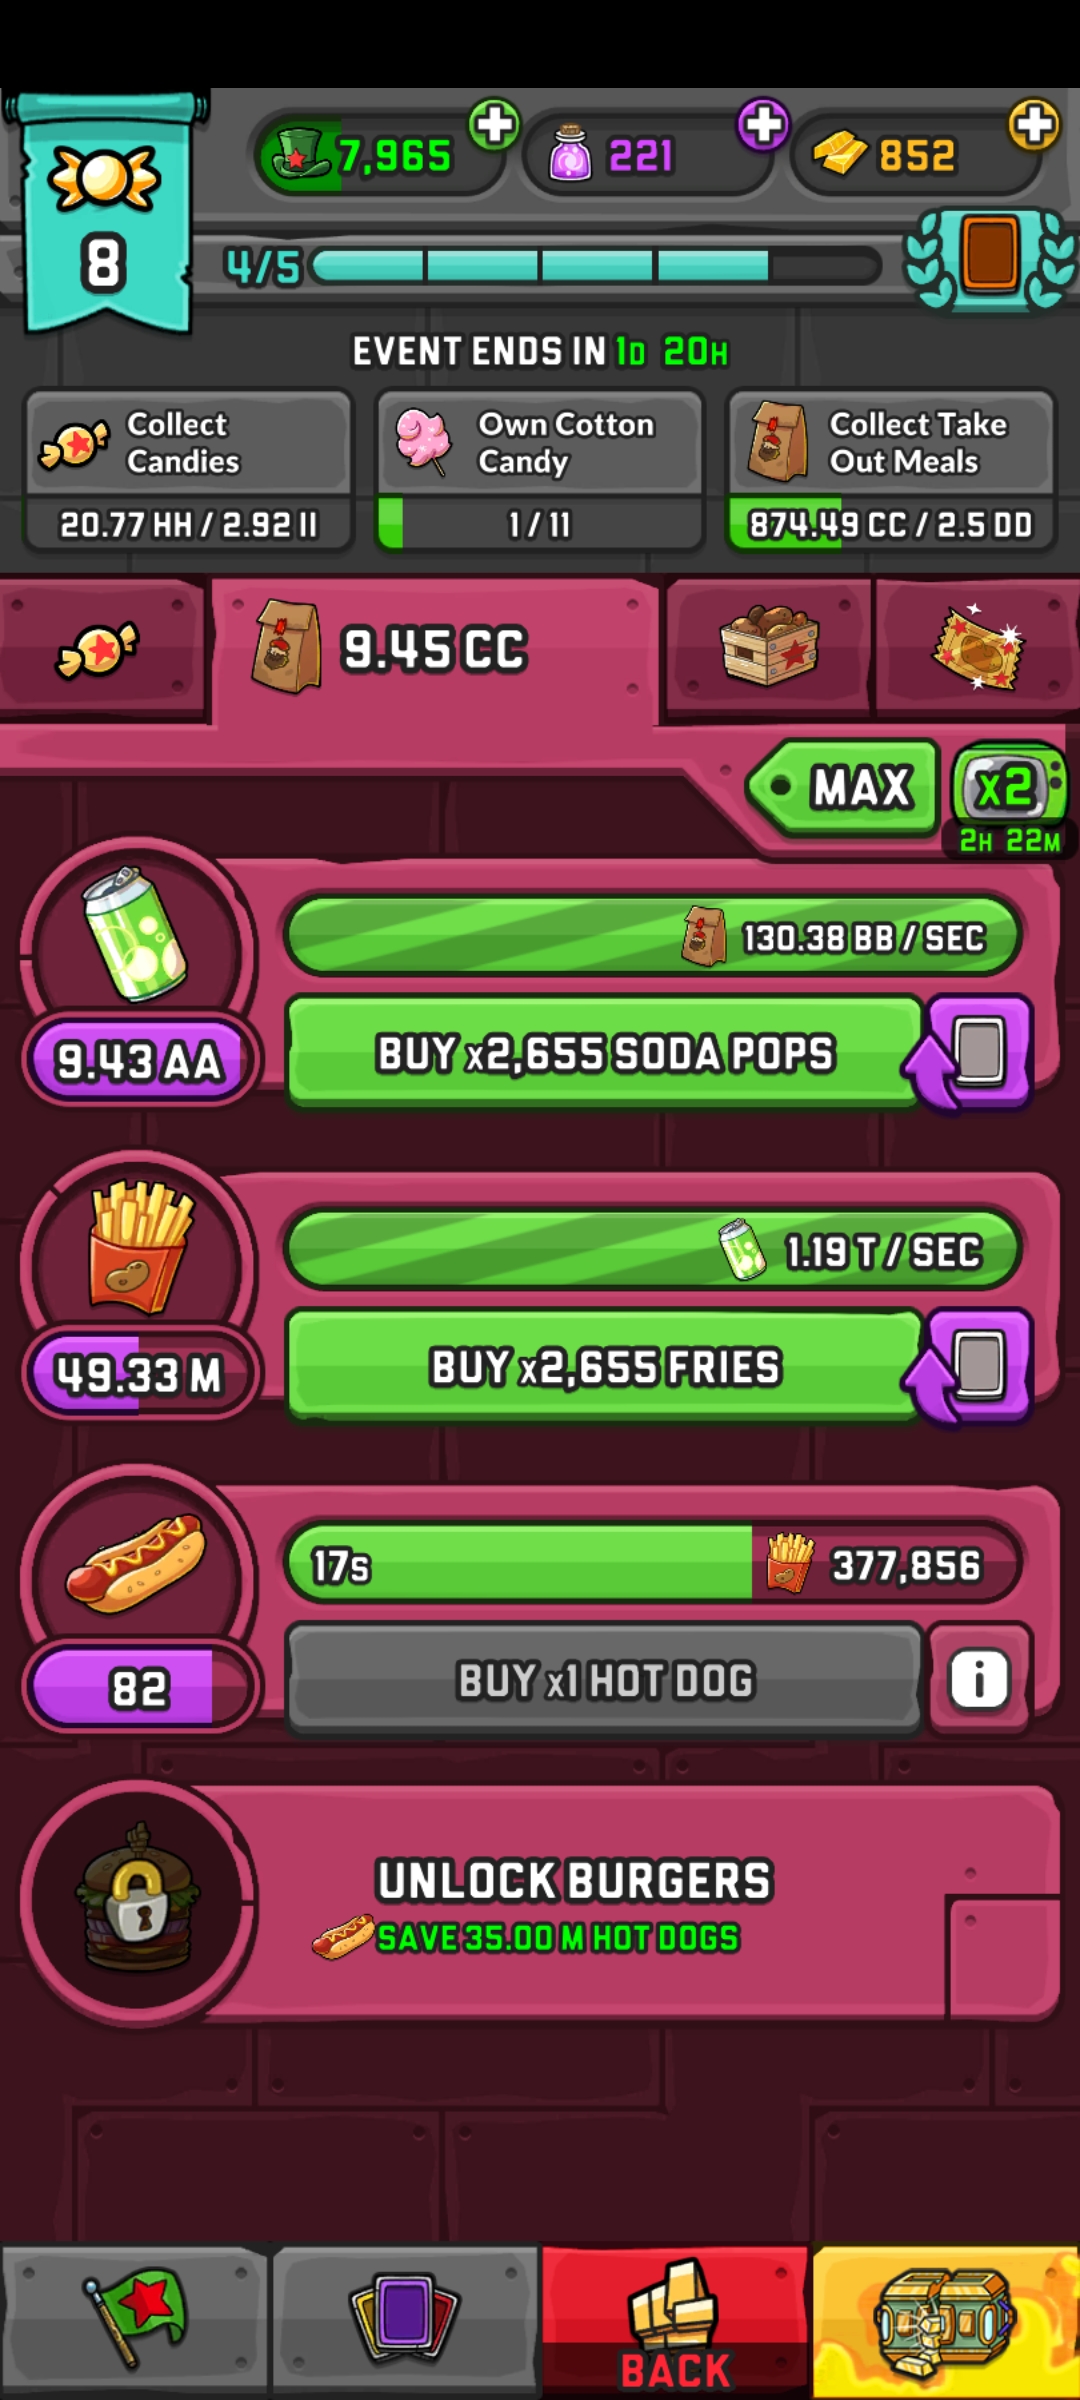 7,965
221
852
8
4/5
EVENT ENDS IN 1D 20H
Collect
Candies
20.77 HH / 2.92 II
Own Cotton
Candy
1 / 11
Collect Take
Out Meals
874.49 CC / 2.5 DD
9.45 CC
MAX
x2
2H 22M
130.38 BB / SEC
9.43 AA
BUY x2,655 SODA POPS
1.19 T / SEC
49.33 M
BUY x2,655 FRIES
17s
377,856
82
BUY x1 HOT DOG
i
UNLOCK BURGERS
SAVE 35.00 M HOT DOGS
BACK